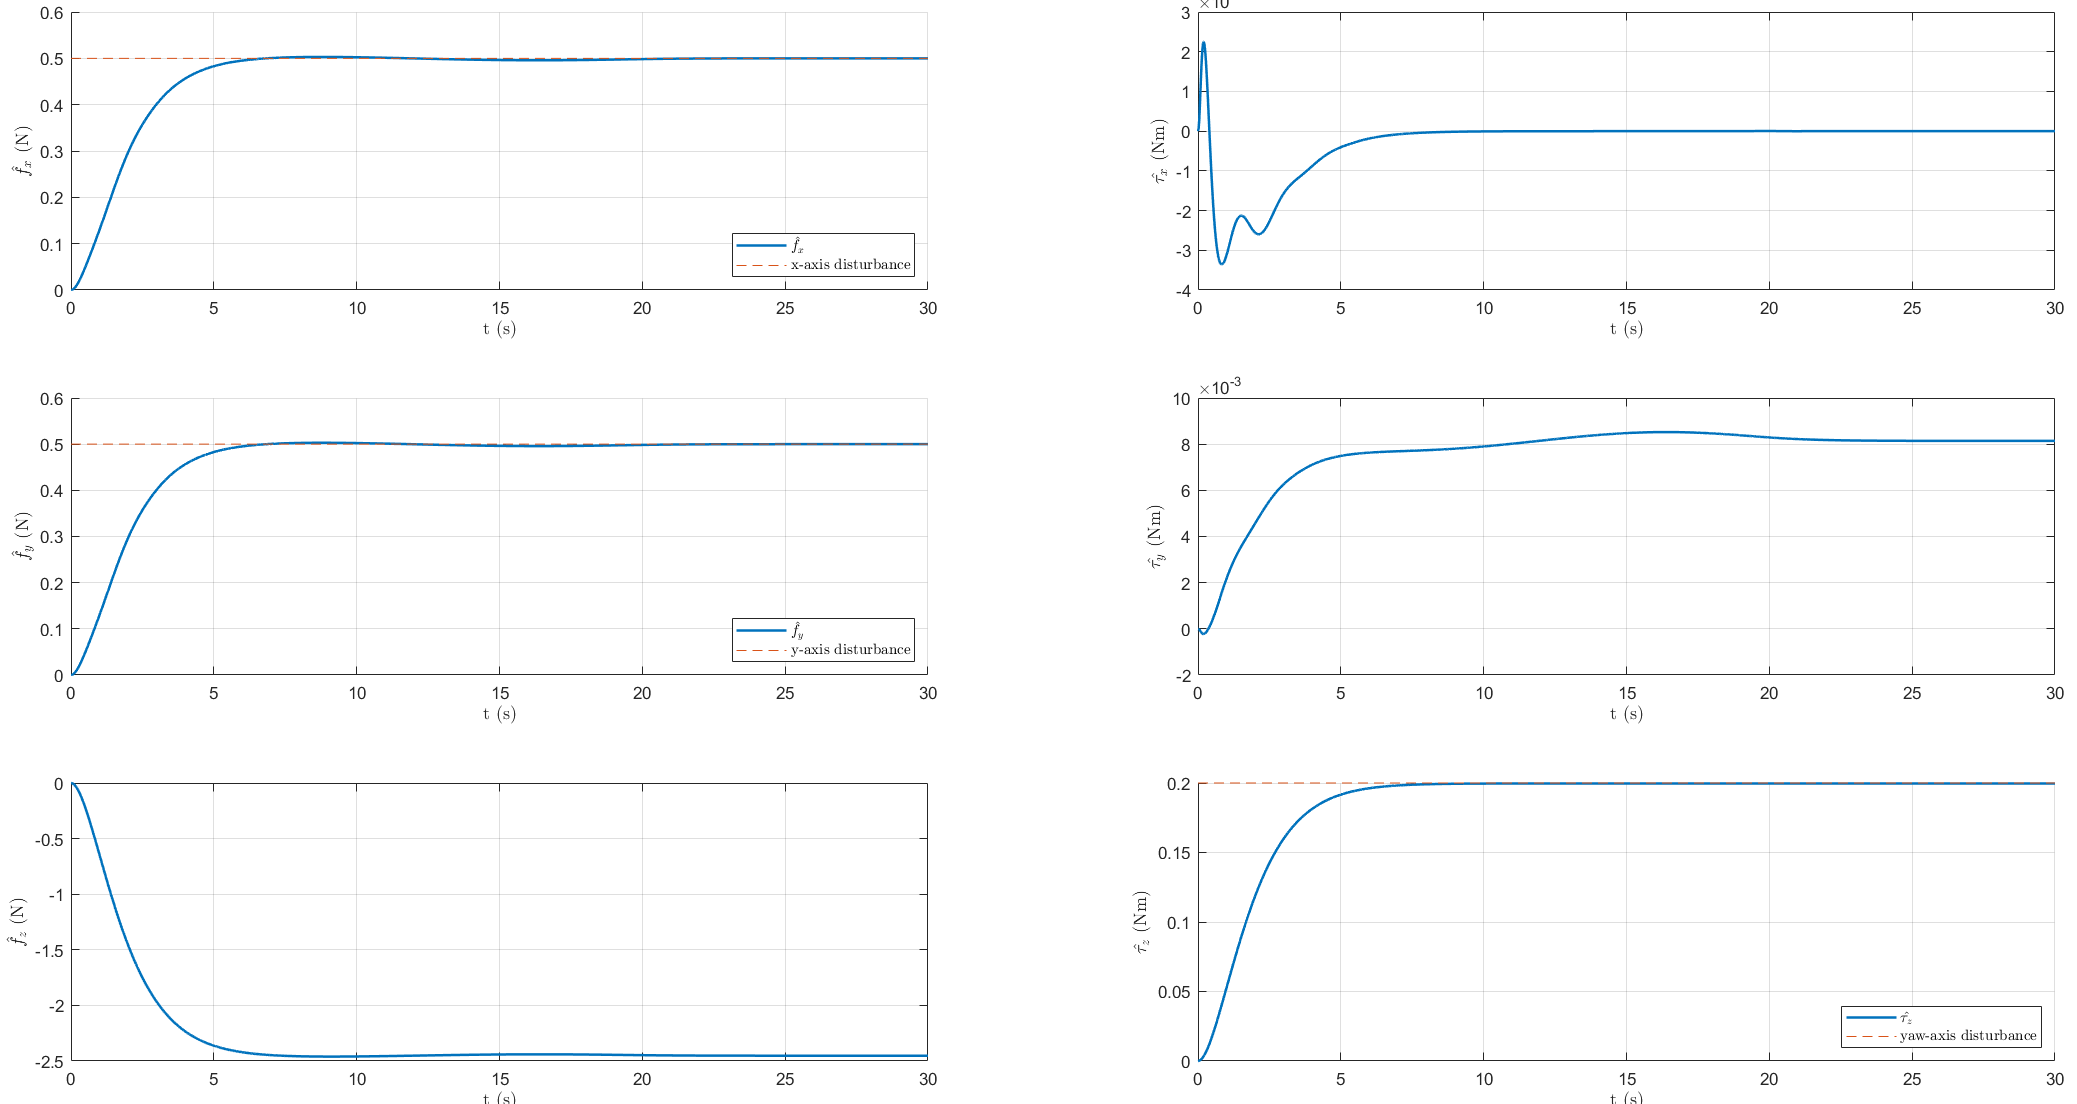 0.6
0.5
0.4
0.3
0.2
0.1
0
f̂x (N)
0 5 10 15 20 25 30
t (s)
f̂x
x-axis disturbance
3
2
1
0
-1
-2
-3
-4
τ̂x (Nm)
0 5 10 15 20 25 30
t (s)
0.6
0.5
0.4
0.3
0.2
0.1
0
f̂y (N)
0 5 10 15 20 25 30
t (s)
f̂y
y-axis disturbance
×10-3
10
8
6
4
2
0
-2
τ̂y (Nm)
0 5 10 15 20 25 30
t (s)
0
-0.5
-1
-1.5
-2
-2.5
f̂z (N)
0 5 10 15 20 25 30
t (s)
0.2
0.15
0.1
0.05
0
τ̂z (Nm)
0 5 10 15 20 25 30
t (s)
τ̂z
yaw-axis disturbance